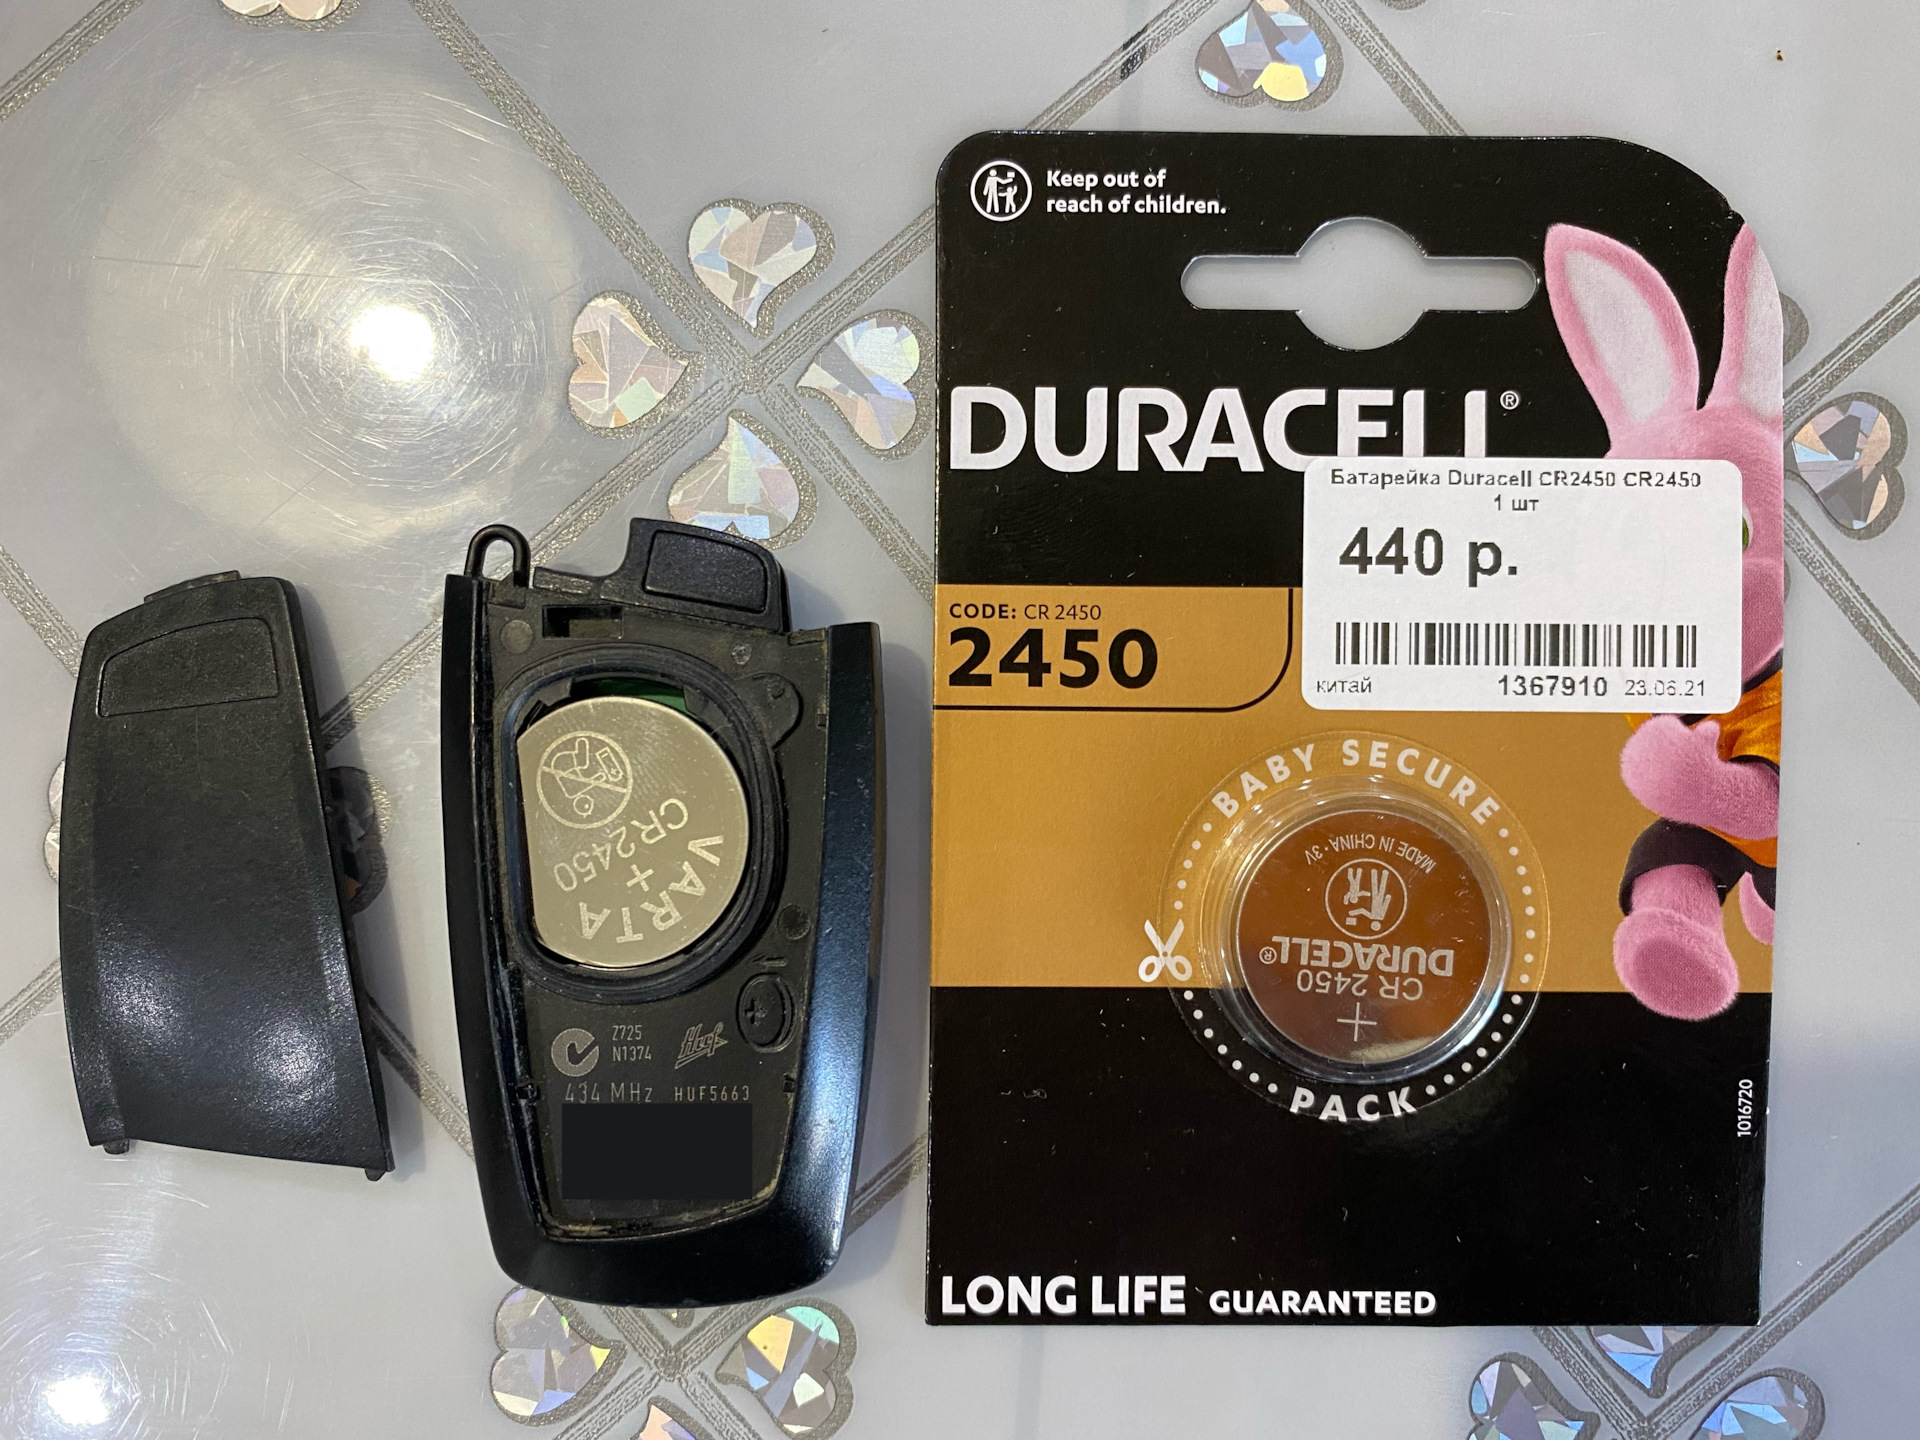 VARTA
+
CR2450
+
Z725
N1374
Huf
434 MHz HUF5663
Keep out of
reach of children.
DURACELL®
Батарейка Duracell CR2450 CR2450
1 шт
440 р.
китай 1367910 23.06.21
CODE: CR 2450
2450
BABY SECURE
MADE IN CHINA · 3V
DURACELL®
CR 2450
+
PACK
1016720
LONG LIFE GUARANTEED